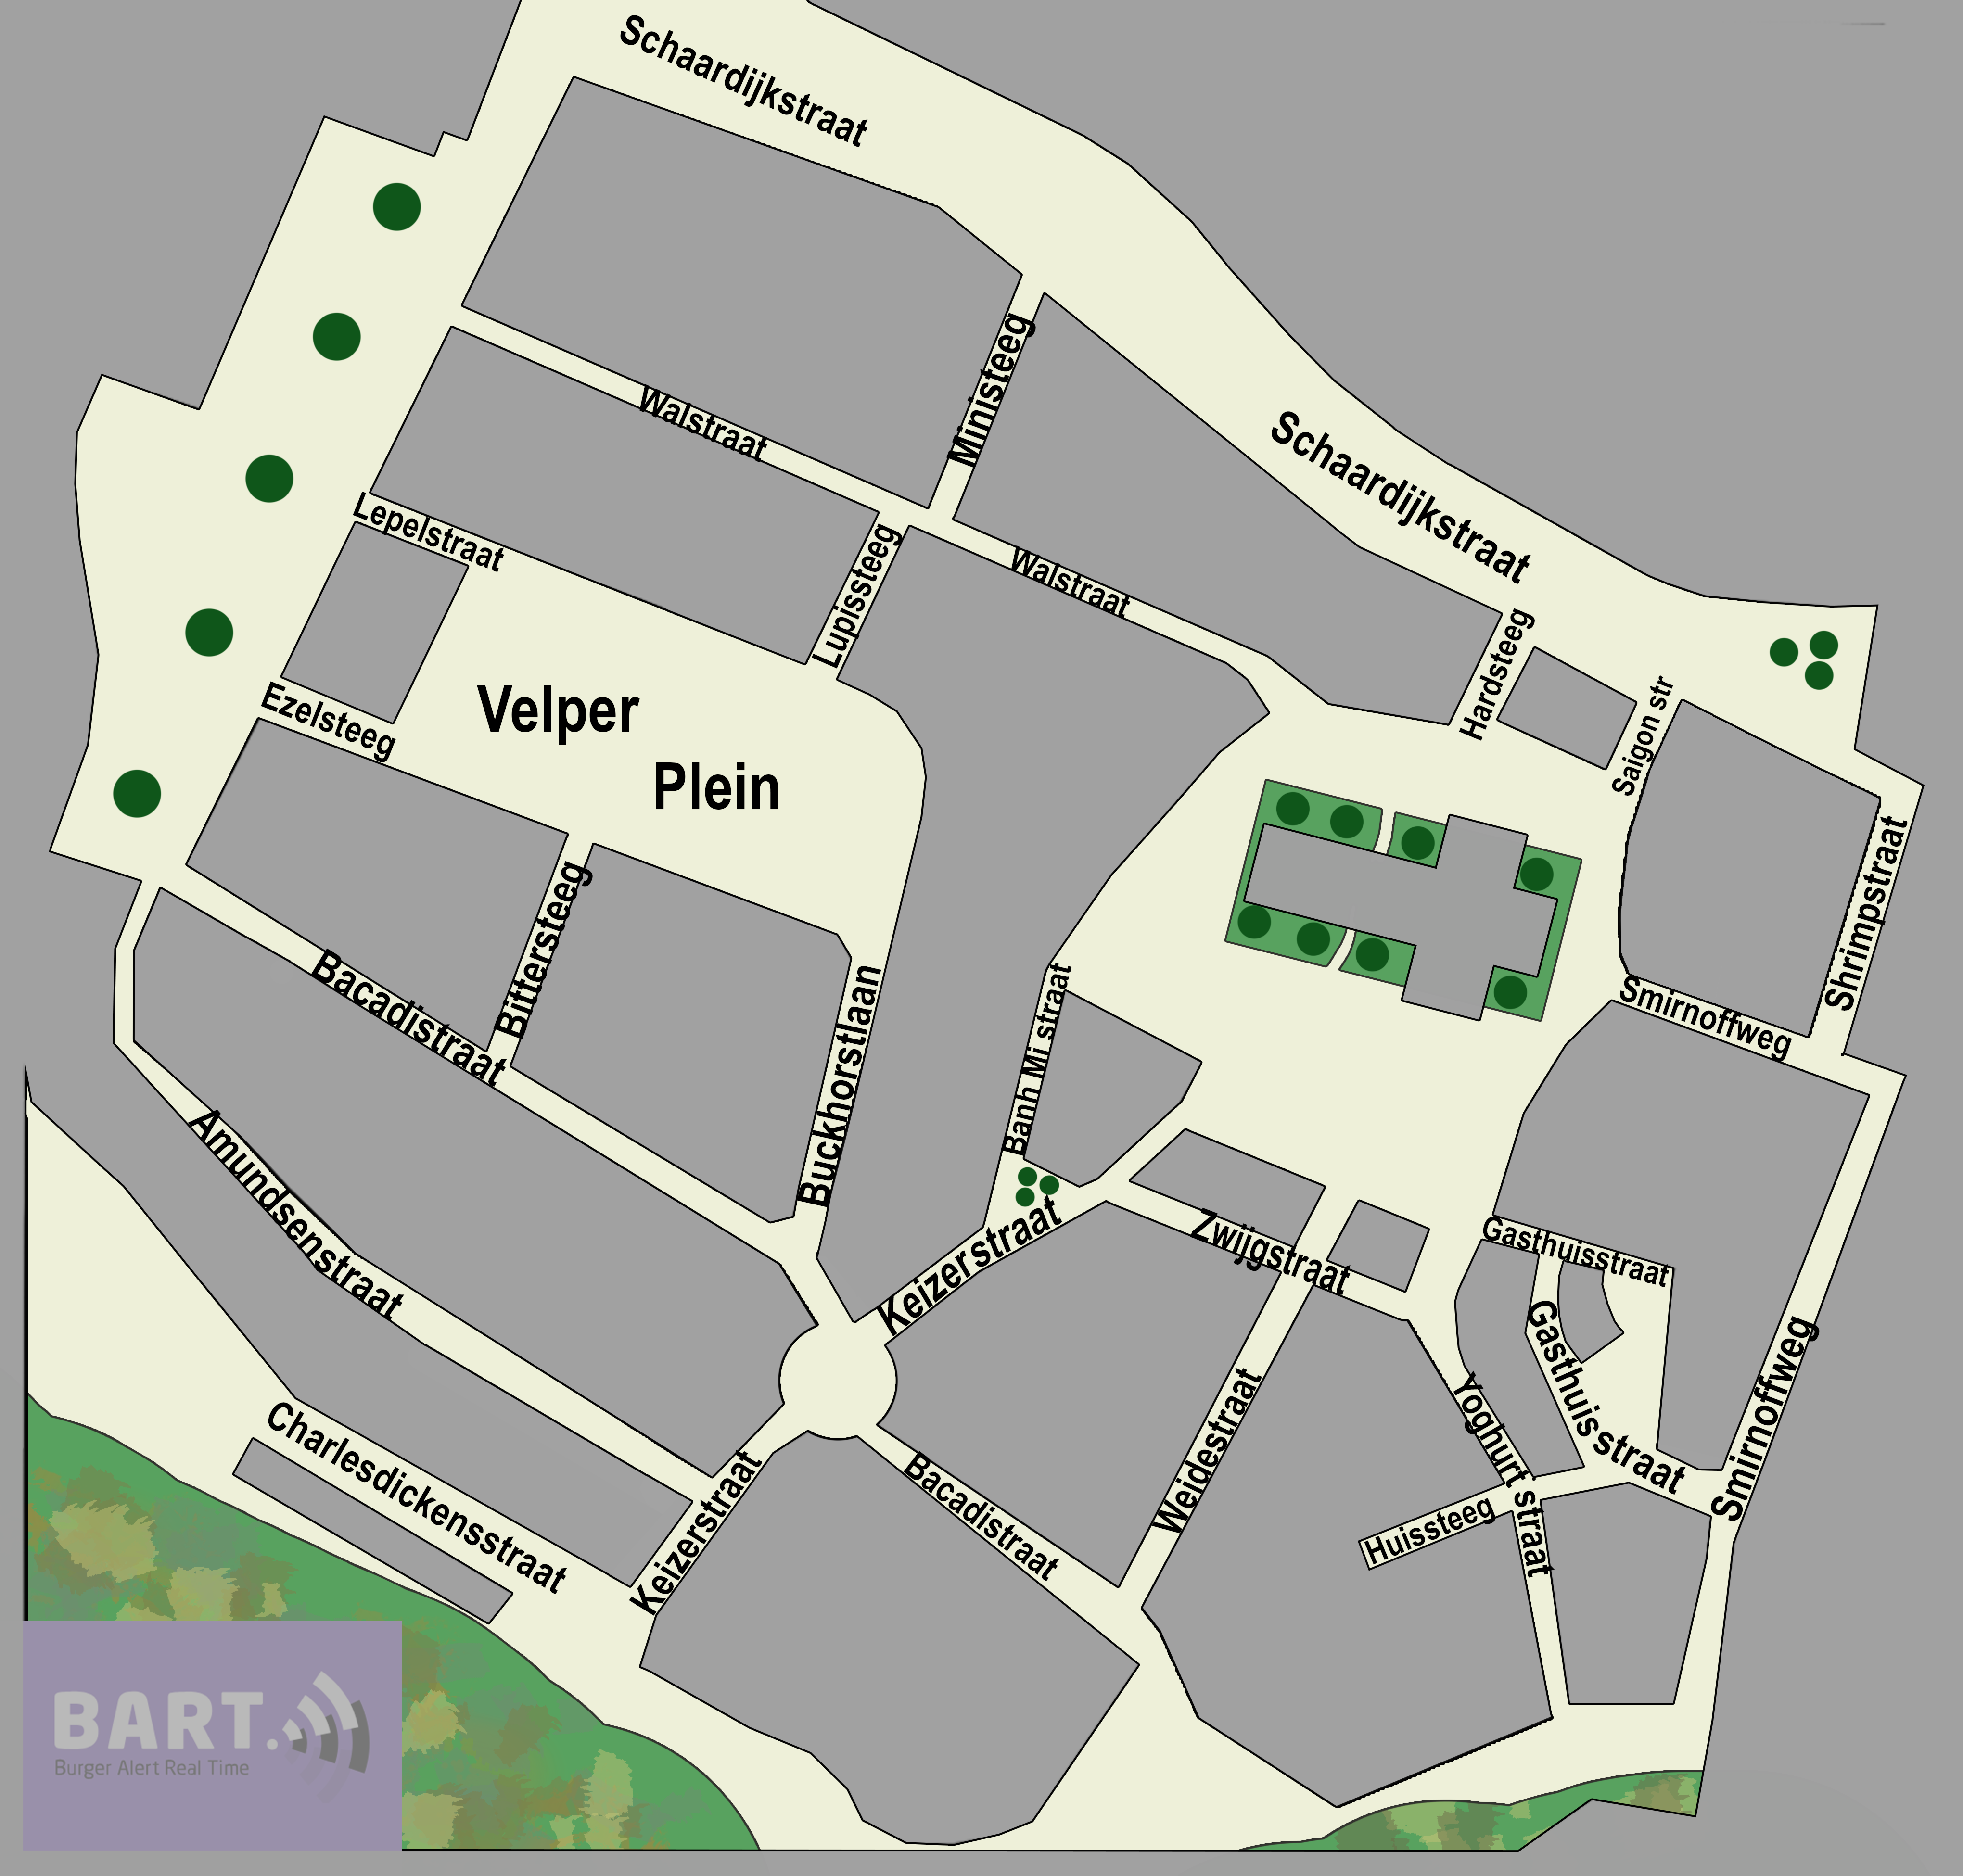 Schaardijkstraat
Ministeeg
Walstraat
Schaardijkstraat
Lepelstraat
Lupissteeg
Walstraat
Hardsteeg
Saigon str
Ezelsteeg
Velper
Plein
Shrimpstraat
Bittersteeg
Bacadistraat
Buckhorstlaan
Banh Mi straat
Smirnoffweg
Amundsenstraat
Keizerstraat
Zwijgstraat
Gasthuisstraat
Gasthuisstraat
Smirnoffweg
Charlesdickensstraat
Keizerstraat
Bacadistraat
Weidestraat
Yoghurt straat
Huissteeg
BART.
Burger Alert Real Time